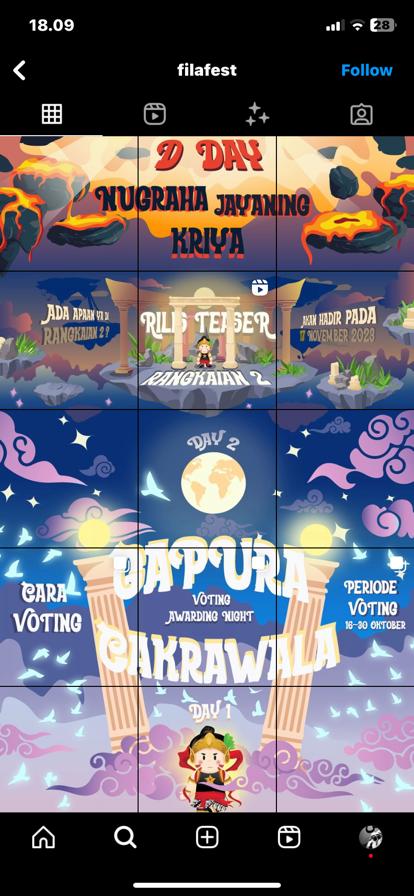 18.09
28
filafest
Follow
D DAY
NUGRAHA JAYANING
KRIYA
ADA APAAN YA DI
RANGKAIAN 2?
RILIS TEASER
RANGKAIAN 2
AKAN HADIR PADA
17 NOVEMBER 2023
DAY 2
GAPURA
CARA
VOTING
VOTING
AWARDING NIGHT
PERIODE
VOTING
16-30 OKTOBER
CAKRAWALA
DAY 1